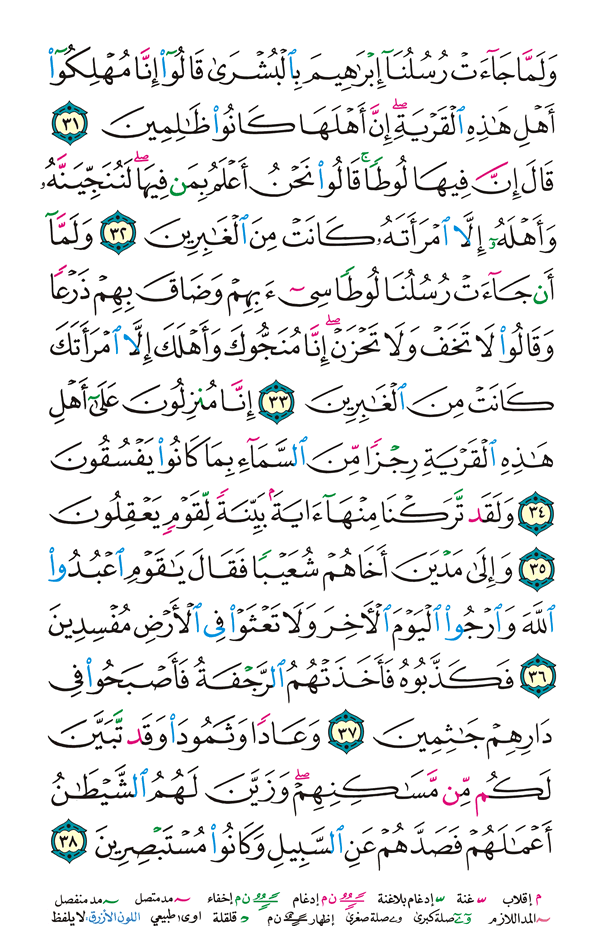 وَلَمَّا جَآءَتۡ رُسُلُنَآ إِبۡرَٰهِيمَ بِٱلۡبُشۡرَىٰ قَالُوٓاْ إِنَّا مُهۡلِكُوٓاْ
أَهۡلِ هَٰذِهِ ٱلۡقَرۡيَةِۖ إِنَّ أَهۡلَهَا كَانُواْ ظَٰلِمِينَ ٣١
قَالَ إِنَّ فِيهَا لُوطٗاۚ قَالُواْ نَحۡنُ أَعۡلَمُ بِمَن فِيهَاۖ لَنُنَجِّيَنَّهُۥ
وَأَهۡلَهُۥٓ إِلَّا ٱمۡرَأَتَهُۥ كَانَتۡ مِنَ ٱلۡغَٰبِرِينَ ٣٢ وَلَمَّآ
أَن جَآءَتۡ رُسُلُنَا لُوطٗا سِيٓءَ بِهِمۡ وَضَاقَ بِهِمۡ ذَرۡعٗا
وَقَالُواْ لَا تَخَفۡ وَلَا تَحۡزَنۡ إِنَّا مُنَجُّوكَ وَأَهۡلَكَ إِلَّا ٱمۡرَأَتَكَ
كَانَتۡ مِنَ ٱلۡغَٰبِرِينَ ٣٣ إِنَّا مُنزِلُونَ عَلَىٰٓ أَهۡلِ
هَٰذِهِ ٱلۡقَرۡيَةِ رِجۡزٗا مِّنَ ٱلسَّمَآءِ بِمَا كَانُواْ يَفۡسُقُونَ
٣٤ وَلَقَد تَّرَكۡنَا مِنۡهَآ ءَايَةَۢ بَيِّنَةٗ لِّقَوۡمٖ يَعۡقِلُونَ
٣٥ وَإِلَىٰ مَدۡيَنَ أَخَاهُمۡ شُعَيۡبٗا فَقَالَ يَٰقَوۡمِ ٱعۡبُدُواْ
ٱللَّهَ وَٱرۡجُواْ ٱلۡيَوۡمَ ٱلۡأٓخِرَ وَلَا تَعۡثَوۡاْ فِي ٱلۡأَرۡضِ مُفۡسِدِينَ
٣٦ فَكَذَّبُوهُ فَأَخَذَتۡهُمُ ٱلرَّجۡفَةُ فَأَصۡبَحُواْ فِي
دَارِهِمۡ جَٰثِمِينَ ٣٧ وَعَادٗا وَثَمُودَاْ وَقَد تَّبَيَّنَ
لَكُم مِّن مَّسَٰكِنِهِمۡۖ وَزَيَّنَ لَهُمُ ٱلشَّيۡطَٰنُ
أَعۡمَٰلَهُمۡ فَصَدَّهُمۡ عَنِ ٱلسَّبِيلِ وَكَانُواْ مُسۡتَبۡصِرِينَ ٣٨
م إقلاب غنة إدغام بلاغنة ن م إدغام ن م إخفاء مد متصل مد منفصل
المد اللازم صلة كبرى صلة صغرى إظهار ن م قلقلة اوى؛ طبيعي اللون الأزرق: لا يلفظ